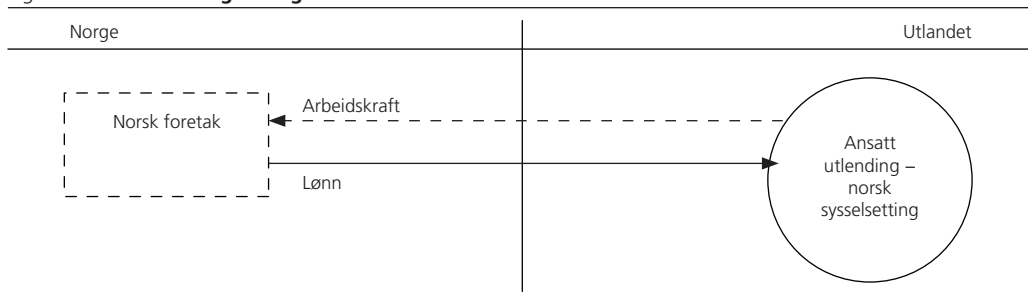 Norge
Utlandet
Arbeidskraft
Norsk foretak
Lønn
Ansatt
utlending –
norsk
sysselsetting